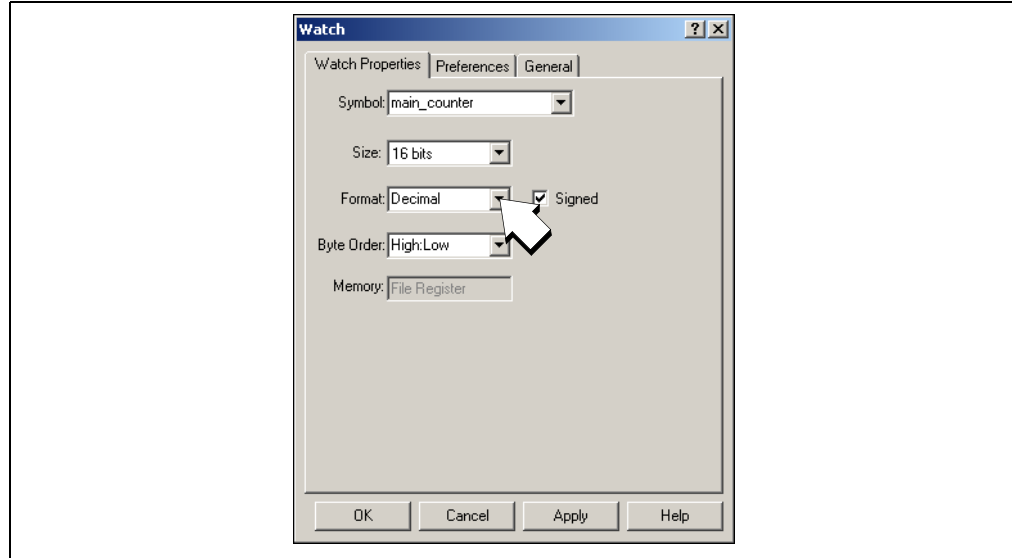 Watch
Watch Properties Preferences General
Symbol: main_counter
Size: 16 bits
Format: Decimal Signed
Byte Order: High:Low
Memory: File Register
OK Cancel Apply Help